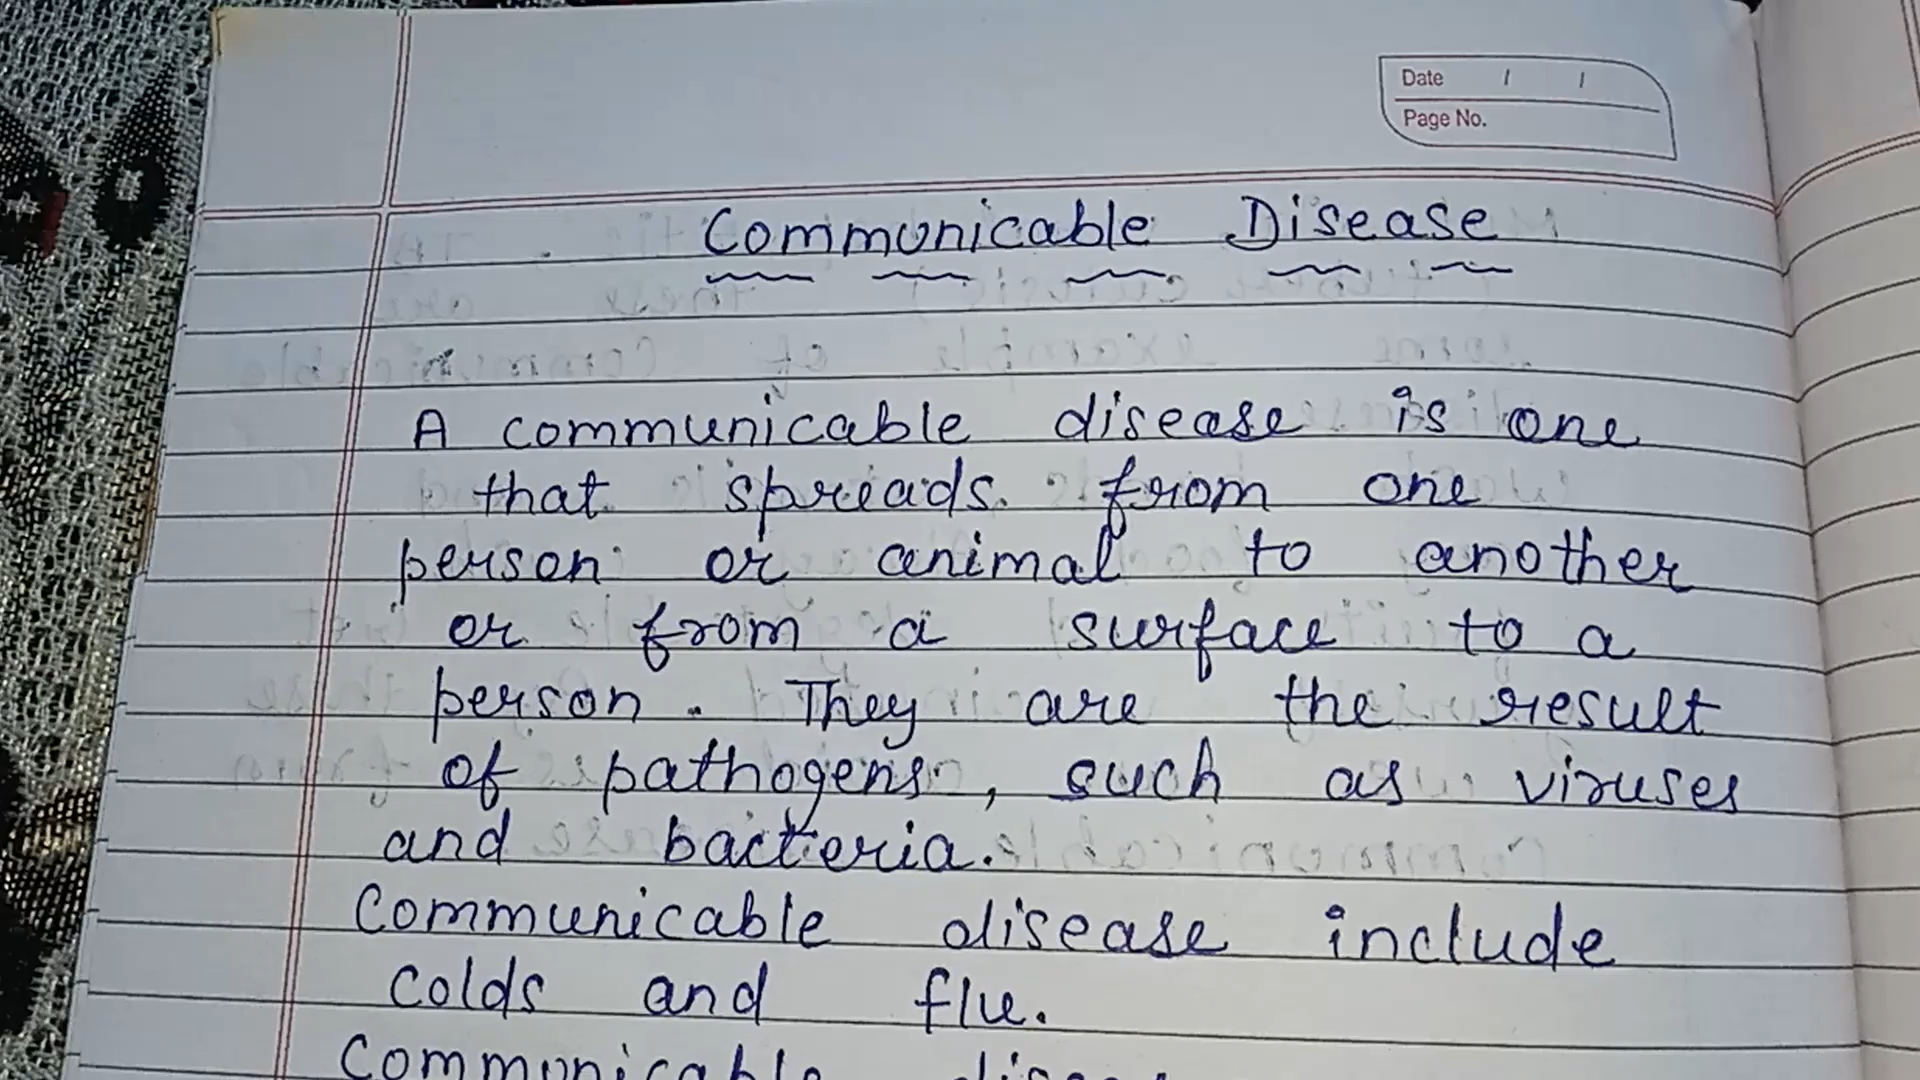 Date / /
Page No.
Communicable Disease
A communicable disease is one
that spreads from one
person or animal to another
or from a surface to a
person. They are the result
of pathogens, such as viruses
and bacteria.
Communicable disease include
colds and flu.
Communicable